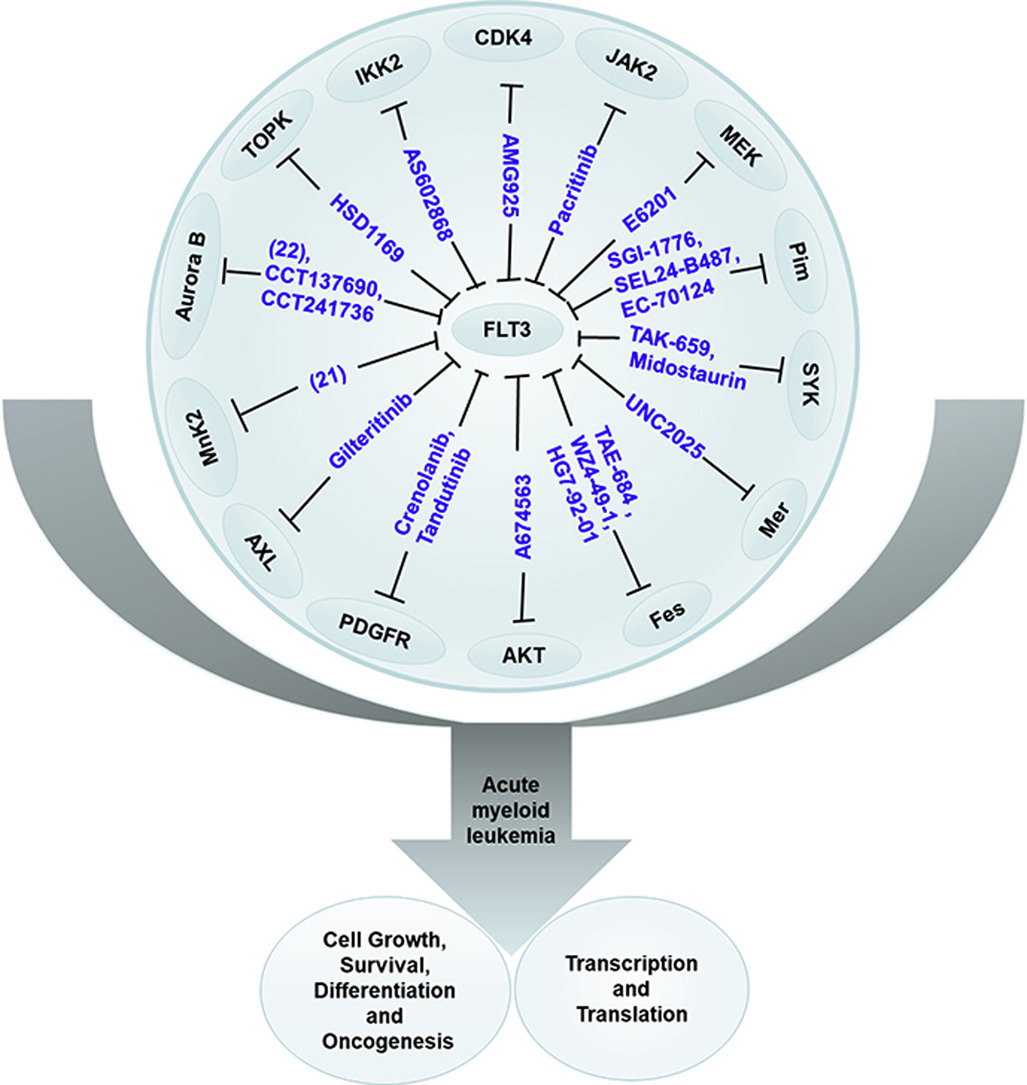 CDK4
JAK2
MEK
Pim
SYK
Mer
Fes
AKT
PDGFR
AXL
MnK2
Aurora B
TOPK
IKK2
AMG925
Pacritinib
E6201
SGI-1776,
SEL24-B487,
EC-70124
TAK-659,
Midostaurin
UNC2025
TAE-684 ,
WZ4-49-1,
HG7-92-01
A674563
Crenolanib,
Tandutinib
Gilteritinib
(21)
(22),
CCT137690,
CCT241736
HSD1169
AS602868
FLT3
Acute
myeloid
leukemia
Cell Growth,
Survival,
Differentiation
and
Oncogenesis
Transcription
and
Translation